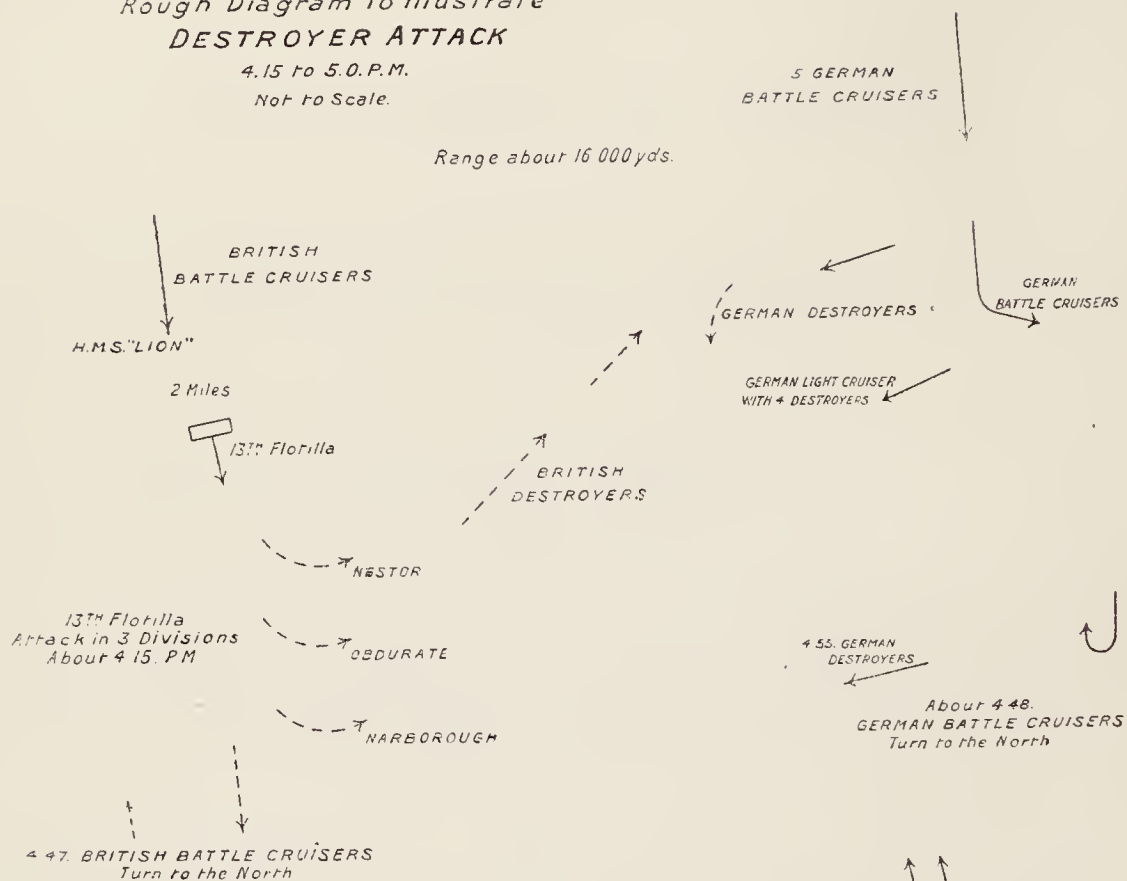 Rough Diagram to Illustrate
DESTROYER ATTACK
4.15 to 5.0. P.M.
Not to Scale.
5 GERMAN
BATTLE CRUISERS
Range about 16 000 yds.
BRITISH
BATTLE CRUISERS
H.M.S. "LION"
2 Miles
13TH Flotilla
GERMAN DESTROYERS
GERMAN
BATTLE CRUISERS
GERMAN LIGHT CRUISER
WITH 4 DESTROYERS
BRITISH
DESTROYERS
NESTOR
13TH Flotilla
Attack in 3 Divisions
About 4 15. PM
OBDURATE
NARBOROUGH
4 55. GERMAN
DESTROYERS
About 4 48.
GERMAN BATTLE CRUISERS
Turn to the North
4 47. BRITISH BATTLE CRUISERS
Turn to the North